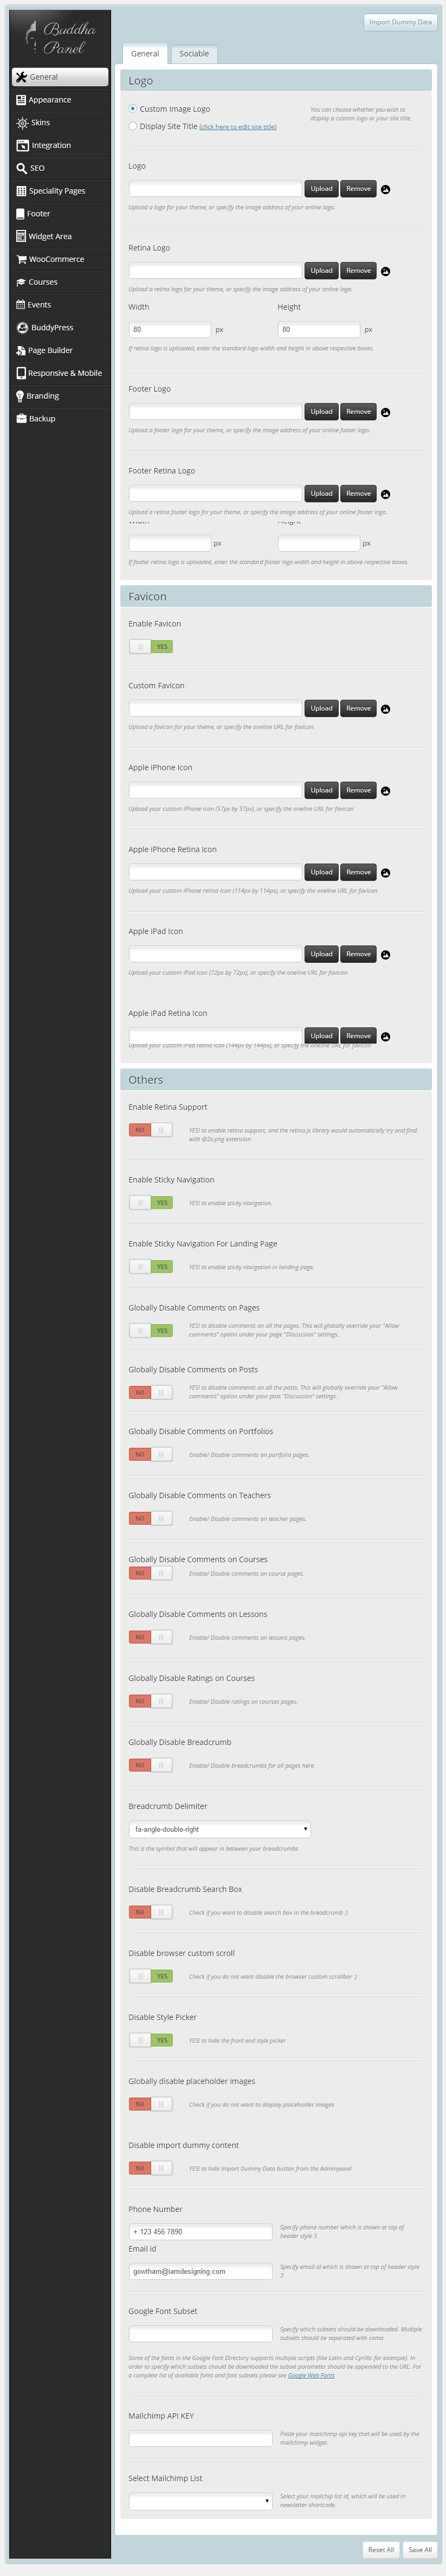 Buddha
Panel
Import Dummy Data
General
Appearance
Skins
Integration
SEO
Speciality Pages
Footer
Widget Area
WooCommerce
Courses
Events
BuddyPress
Page Builder
Responsive & Mobile
Branding
Backup
General Sociable
Logo
Custom Image Logo
Display Site Title (click here to edit site title)
You can choose whether you wish to
display a custom logo or your site title.
Logo
Upload Remove
Upload a logo for your theme, or specify the image address of your online logo.
Retina Logo
Upload Remove
Upload a retina logo for your theme, or specify the image address of your online logo.
Width Height
80 px 80 px
If retina logo is uploaded, enter the standard logo width and height in above respective boxes.
Footer Logo
Upload Remove
Upload a footer logo for your theme, or specify the image address of your online footer logo.
Footer Retina Logo
Upload Remove
Upload a retina footer logo for your theme, or specify the image address of your online footer logo.
Width Height
px px
If footer retina logo is uploaded, enter the standard footer logo width and height in above respective boxes.
Favicon
Enable Favicon
YES
Custom Favicon
Upload Remove
Upload a favicon for your theme, or specify the oneline URL for favicon
Apple iPhone Icon
Upload Remove
Upload your custom iPhone icon (57px by 57px), or specify the oneline URL for favicon
Apple iPhone Retina Icon
Upload Remove
Upload your custom iPhone retina icon (114px by 114px), or specify the oneline URL for favicon
Apple iPad Icon
Upload Remove
Upload your custom iPad icon (72px by 72px), or specify the oneline URL for favicon
Apple iPad Retina Icon
Upload Remove
Upload your custom iPad retina icon (144px by 144px), or specify the oneline URL for favicon
Others
Enable Retina Support
NO YES! to enable retina support, and the retina.js library would automatically try and find
with @2x.png extension
Enable Sticky Navigation
YES YES! to enable sticky navigation.
Enable Sticky Navigation For Landing Page
YES YES! to enable sticky navigation in landing page.
Globally Disable Comments on Pages
YES YES! to disable comments on all the pages. This will globally override your "Allow
comments" option under your page "Discussion" settings.
Globally Disable Comments on Posts
NO YES! to disable comments on all the posts. This will globally override your "Allow
comments" option under your post "Discussion" settings.
Globally Disable Comments on Portfolios
NO Enable/ Disable comments on portfolio pages.
Globally Disable Comments on Teachers
NO Enable/ Disable comments on teacher pages.
Globally Disable Comments on Courses
NO Enable/ Disable comments on course pages.
Globally Disable Comments on Lessons
NO Enable/ Disable comments on lessons pages.
Globally Disable Ratings on Courses
NO Enable/ Disable ratings on courses pages.
Globally Disable Breadcrumb
NO Enable/ Disable breadcrumbs for all pages here.
Breadcrumb Delimiter
fa-angle-double-right
This is the symbol that will appear in between your breadcrumbs
Disable Breadcrumb Search Box
NO Check if you want to disable search box in the breadcrumb :)
Disable browser custom scroll
YES Check if you do not want disable the browser custom scrollbar :)
Disable Style Picker
YES YES! to hide the front end style picker
Globally disable placeholder images
NO Check if you do not want to display placeholder images
Disable import dummy content
NO YES! to hide Import Dummy Data button from the Adminpanel
Phone Number
+ 123 456 7890 Specify phone number which is shown at top of
header style 3
Email id
gowtham@iamdesigning.com Specify email id which is shown at top of header style
3
Google Font Subset
Specify which subsets should be downloaded. Multiple
subsets should be separated with coma
Some of the fonts in the Google Font Directory supports multiple scripts (like Latin and Cyrillic for example). In
order to specify which subsets should be downloaded the subset parameter should be appended to the URL. For
a complete list of available fonts and font subsets please see Google Web Fonts
Mailchimp API KEY
Paste your mailchimp api key that will be used by the
mailchimp widget.
Select Mailchimp List
Select your mailchip list id, which will be used in
newsletter shortcode.
Reset All Save All